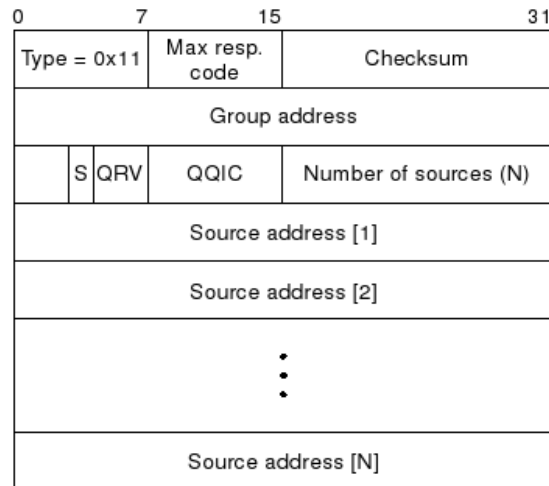 0 7 15 31
Type = 0x11 Max resp. code Checksum
Group address
S QRV QQIC Number of sources (N)
Source address [1]
Source address [2]
Source address [N]